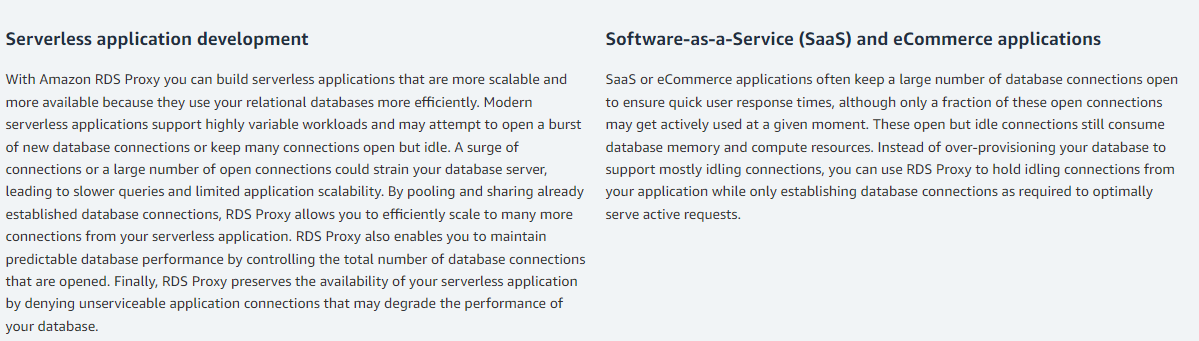 Serverless application development
With Amazon RDS Proxy you can build serverless applications that are more scalable and
more available because they use your relational databases more efficiently. Modern
serverless applications support highly variable workloads and may attempt to open a burst
of new database connections or keep many connections open but idle. A surge of
connections or a large number of open connections could strain your database server,
leading to slower queries and limited application scalability. By pooling and sharing already
established database connections, RDS Proxy allows you to efficiently scale to many more
connections from your serverless application. RDS Proxy also enables you to maintain
predictable database performance by controlling the total number of database connections
that are opened. Finally, RDS Proxy preserves the availability of your serverless application
by denying unserviceable application connections that may degrade the performance of
your database.
Software-as-a-Service (SaaS) and eCommerce applications
SaaS or eCommerce applications often keep a large number of database connections open
to ensure quick user response times, although only a fraction of these open connections
may get actively used at a given moment. These open but idle connections still consume
database memory and compute resources. Instead of over-provisioning your database to
support mostly idling connections, you can use RDS Proxy to hold idling connections from
your application while only establishing database connections as required to optimally
serve active requests.